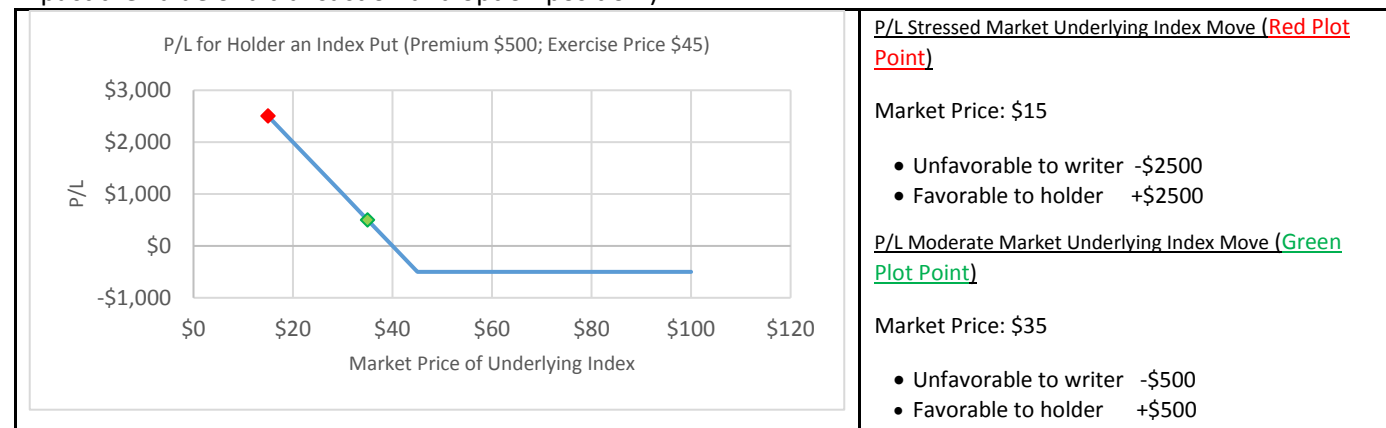 P/L for Holder an Index Put (Premium $500; Exercise Price $45)
$3,000
$2,000
$1,000
$0
-$1,000
P/L
$0 $20 $40 $60 $80 $100 $120
Market Price of Underlying Index
P/L Stressed Market Underlying Index Move (Red Plot
Point)
Market Price: $15
• Unfavorable to writer -$2500
• Favorable to holder +$2500
P/L Moderate Market Underlying Index Move (Green
Plot Point)
Market Price: $35
• Unfavorable to writer -$500
• Favorable to holder +$500